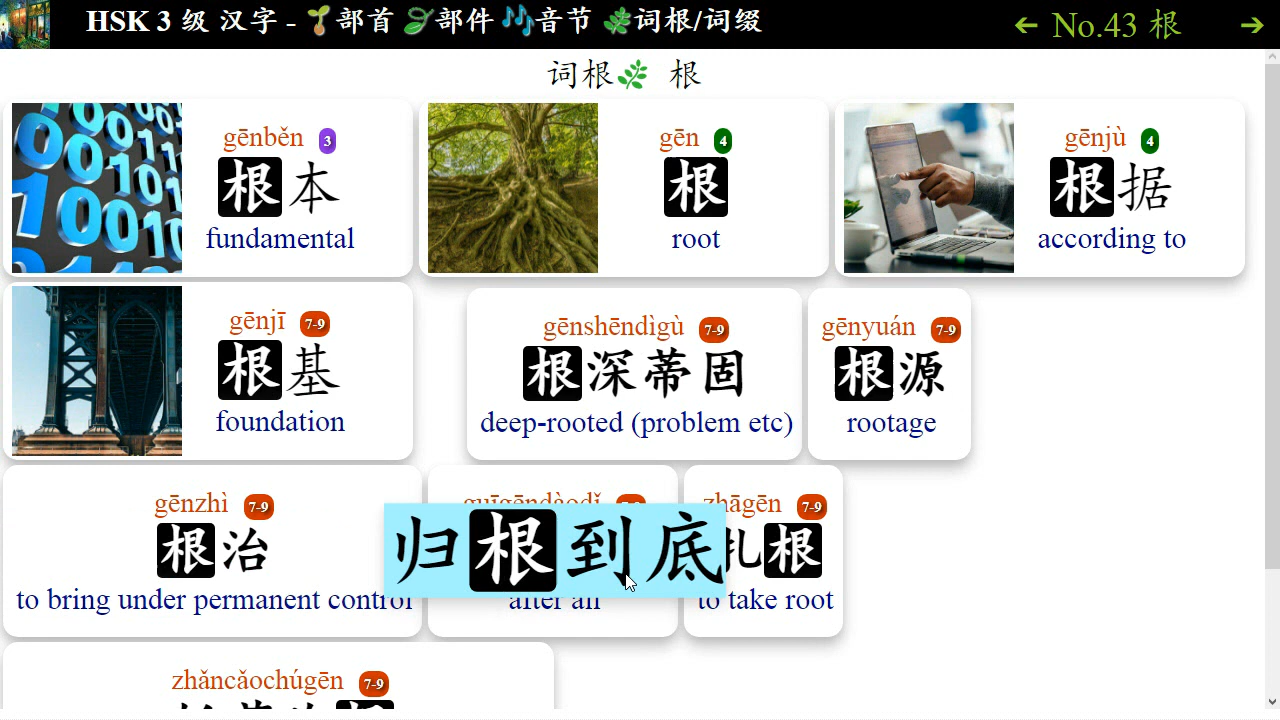 HSK 3 级 汉字 - 🌱部首 🍃部件 🎶音节 🌿词根/词缀
← No.43 根 →
词根🌿 根
gēnběn 3
根本
fundamental
gēn 4
根
root
gēnjù 4
根据
according to
gēnjī 7-9
根基
foundation
gēnshēndìgù 7-9
根深蒂固
deep-rooted (problem etc)
gēnyuán 7-9
根源
rootage
gēnzhì 7-9
根治
to bring under permanent control
guīgēndàodǐ 7-9
归根到底
after all
zhāgēn 7-9
扎根
to take root
zhǎncǎochúgēn 7-9